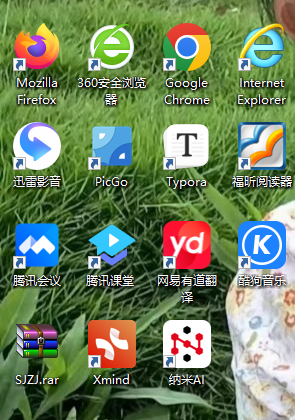 Mozilla Firefox
360安全浏览器
Google Chrome
Internet Explorer
迅雷影音
PicGo
T
Typora
福昕阅读器
腾讯会议
腾讯课堂
yd
网易有道翻译
K
酷狗音乐
SJZJ.rar
Xmind
纳米AI